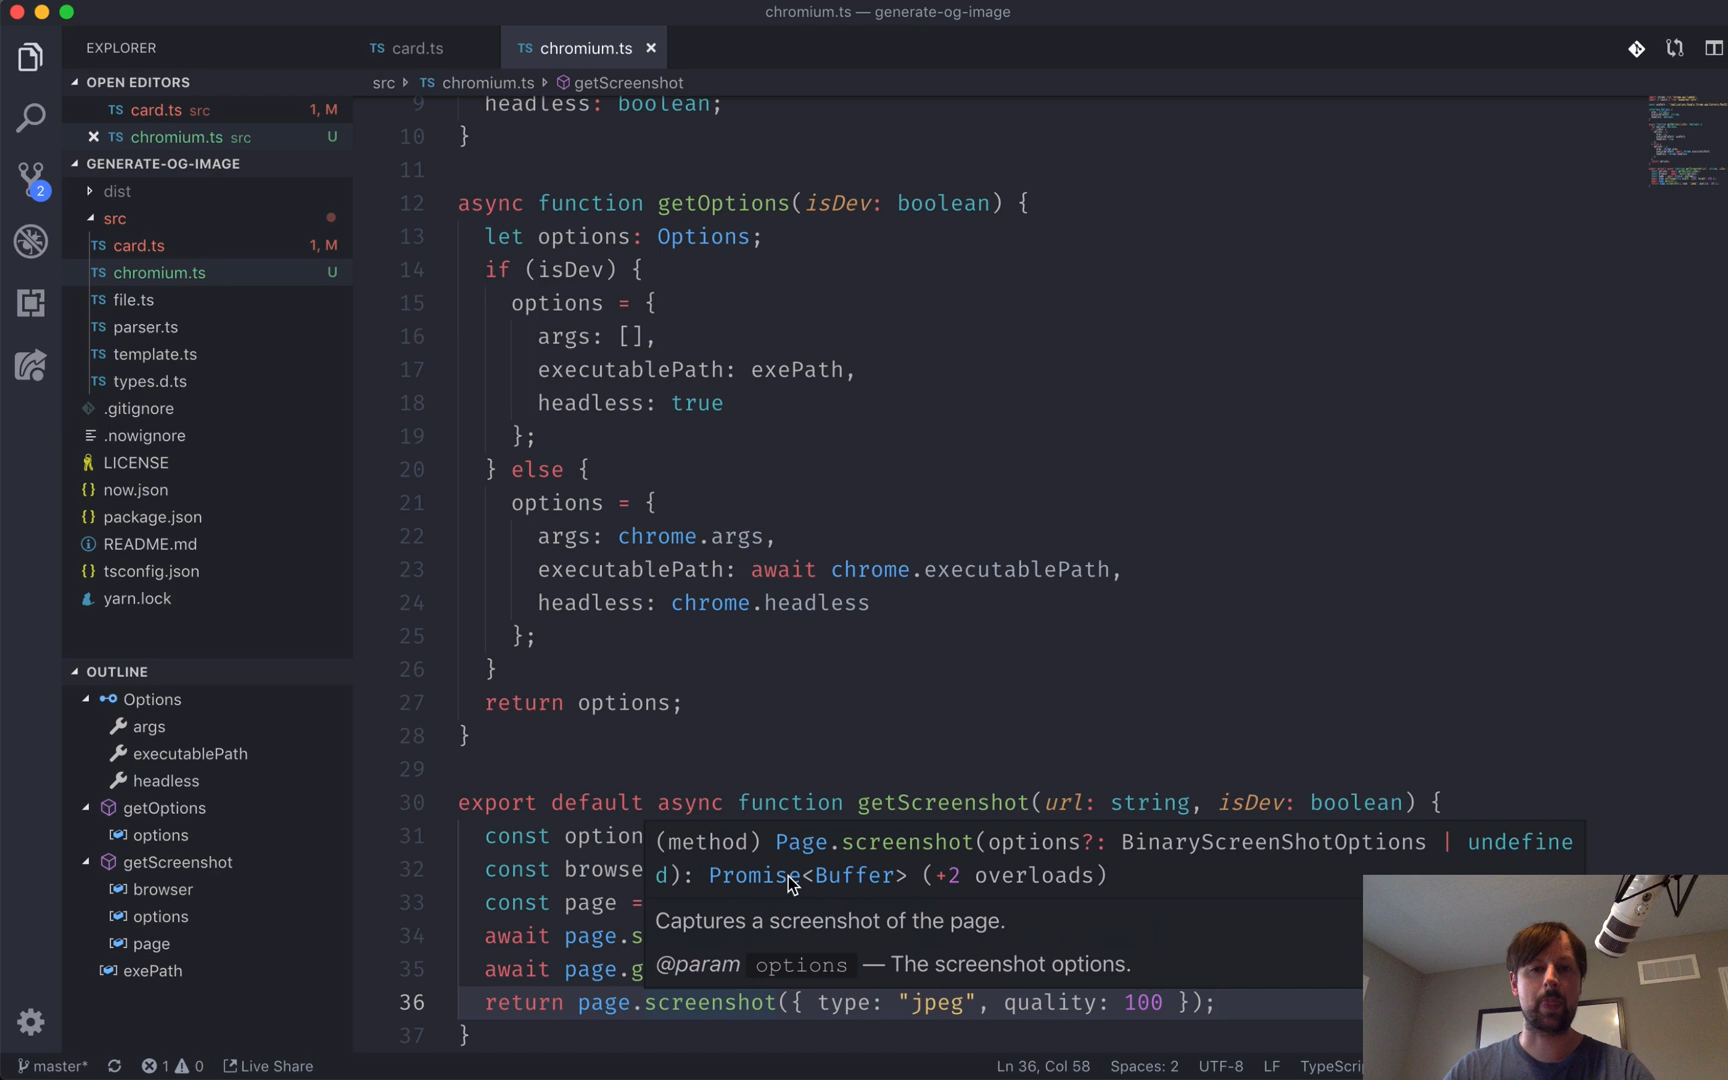 chromium.ts — generate-og-image
EXPLORER
OPEN EDITORS
TS card.ts src 1, M
TS chromium.ts src U
GENERATE-OG-IMAGE
dist
src
TS card.ts 1, M
TS chromium.ts U
TS file.ts
TS parser.ts
TS template.ts
TS types.d.ts
.gitignore
.nowignore
LICENSE
{} now.json
{} package.json
README.md
{} tsconfig.json
yarn.lock
2
OUTLINE
Options
args
executablePath
headless
getOptions
options
getScreenshot
browser
options
page
exePath
TS card.ts TS chromium.ts ×
src TS chromium.ts getScreenshot
9 headless: boolean;
10 }
11
12 async function getOptions(isDev: boolean) {
13 let options: Options;
14 if (isDev) {
15 options = {
16 args: [],
17 executablePath: exePath,
18 headless: true
19 };
20 } else {
21 options = {
22 args: chrome.args,
23 executablePath: await chrome.executablePath,
24 headless: chrome.headless
25 };
26 }
27 return options;
28 }
29
30 export default async function getScreenshot(url: string, isDev: boolean) {
31 const option
32 const browse
33 const page =
34 await page.s
35 await page.g
36 return page.screenshot({ type: "jpeg", quality: 100 });
37 }
(method) Page.screenshot(options?: BinaryScreenShotOptions | undefine
d): Promise<Buffer> (+2 overloads)
Captures a screenshot of the page.
@param options — The screenshot options.
master* 1 0 Live Share Ln 36, Col 58 Spaces: 2 UTF-8 LF TypeScri